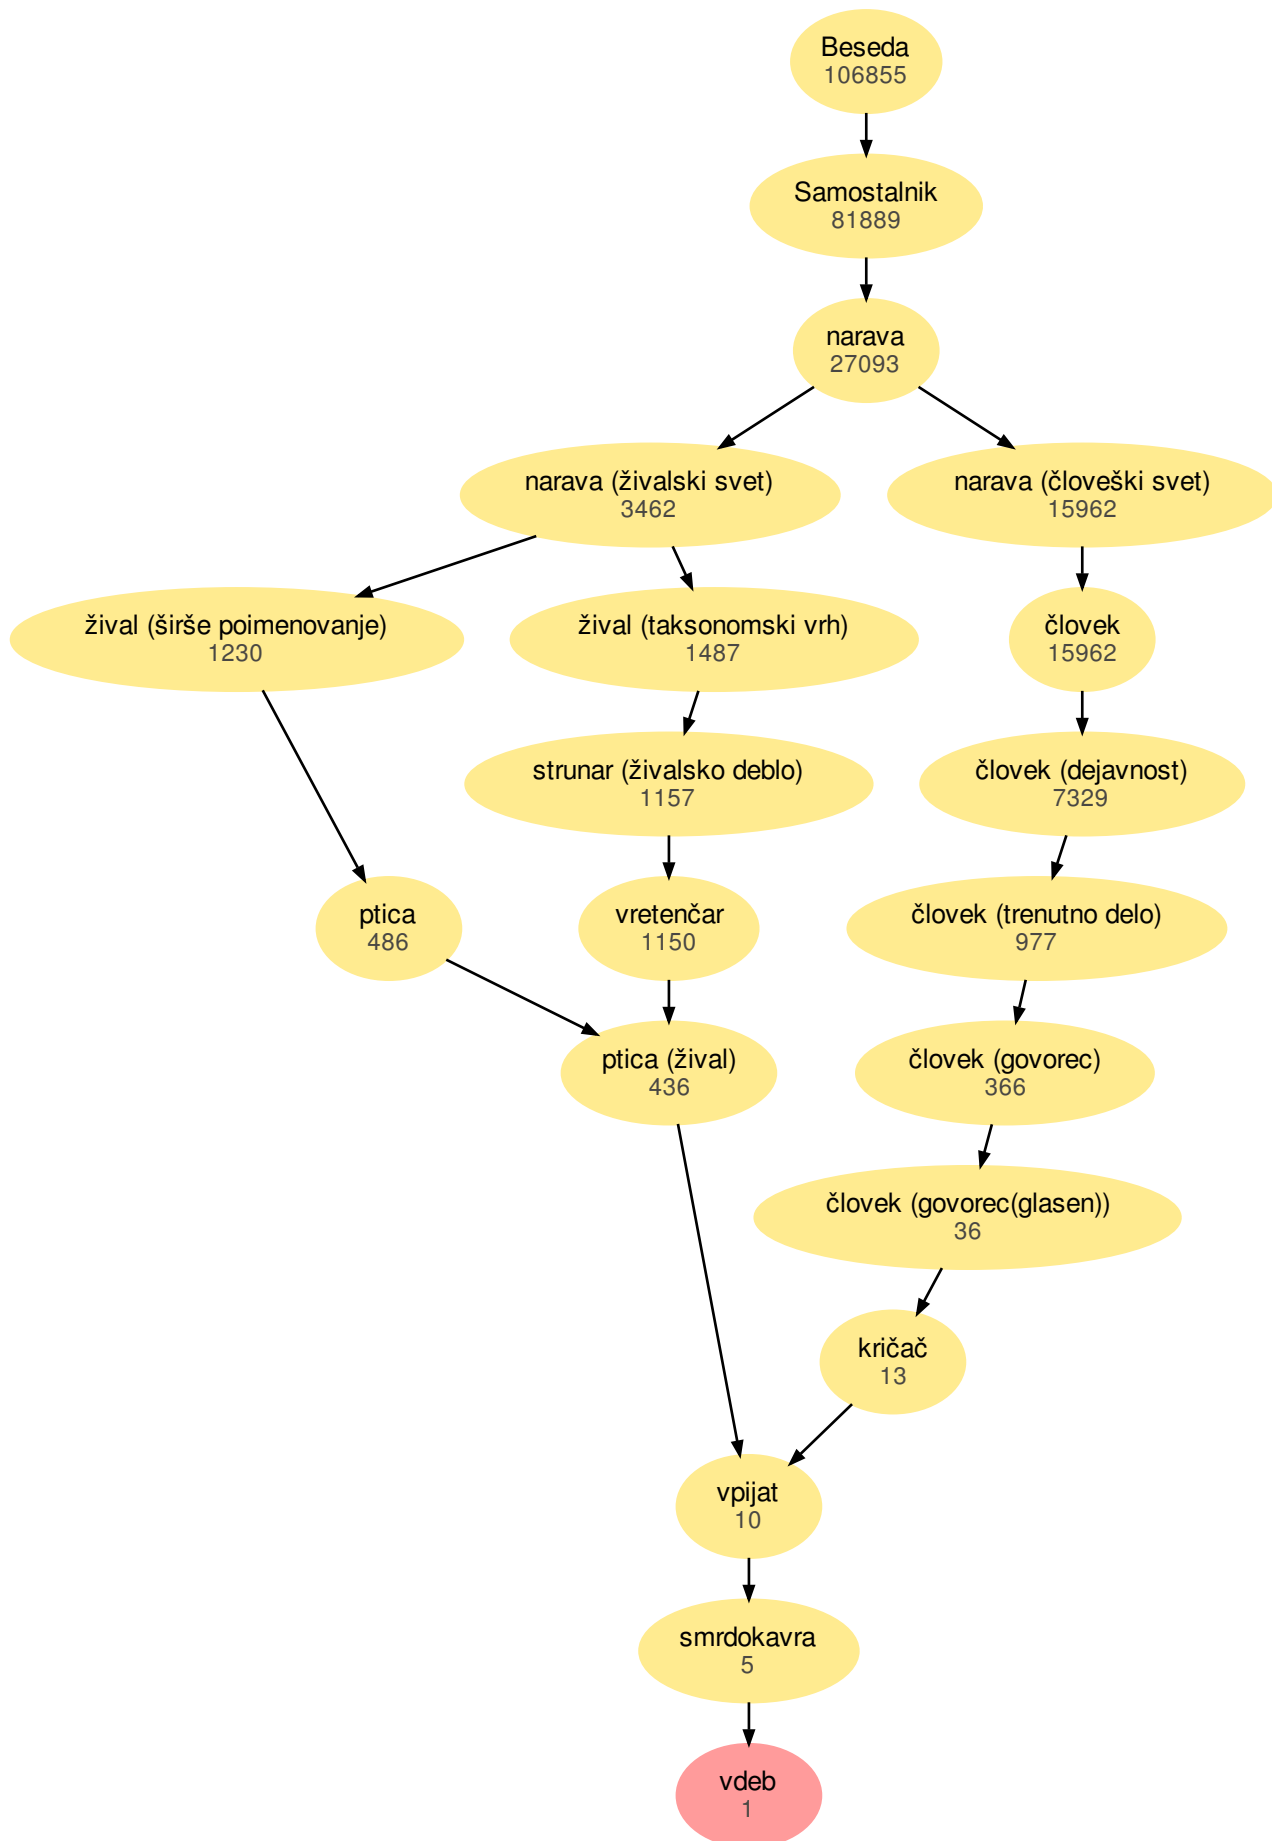 Beseda
106855
Samostalnik
81889
narava
27093
narava (živalski svet)
3462
narava (človeški svet)
15962
žival (širše poimenovanje)
1230
žival (taksonomski vrh)
1487
človek
15962
strunar (živalsko deblo)
1157
človek (dejavnost)
7329
ptica
486
vretenčar
1150
človek (trenutno delo)
977
ptica (žival)
436
človek (govorec)
366
človek (govorec(glasen))
36
kričač
13
vpijat
10
smrdokavra
5
vdeb
1